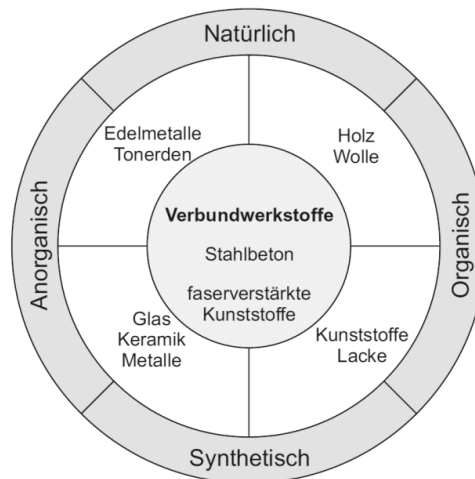 Natürlich
Edelmetalle
Tonerden
Holz
Wolle
Anorganisch
Verbundwerkstoffe
Stahlbeton
faserverstärkte
Kunststoffe
Organisch
Glas
Keramik
Metalle
Kunststoffe
Lacke
Synthetisch